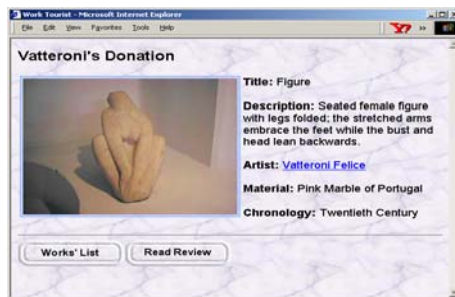 Work Tourist - Microsoft Internet Explorer
File Edit View Favorites Tools Help
Vatteroni's Donation
Title: Figure
Description: Seated female figure
with legs folded; the stretched arms
embrace the feet while the bust and
head lean backwards.
Artist: Vatteroni Felice
Material: Pink Marble of Portugal
Chronology: Twentieth Century
Works' List Read Review